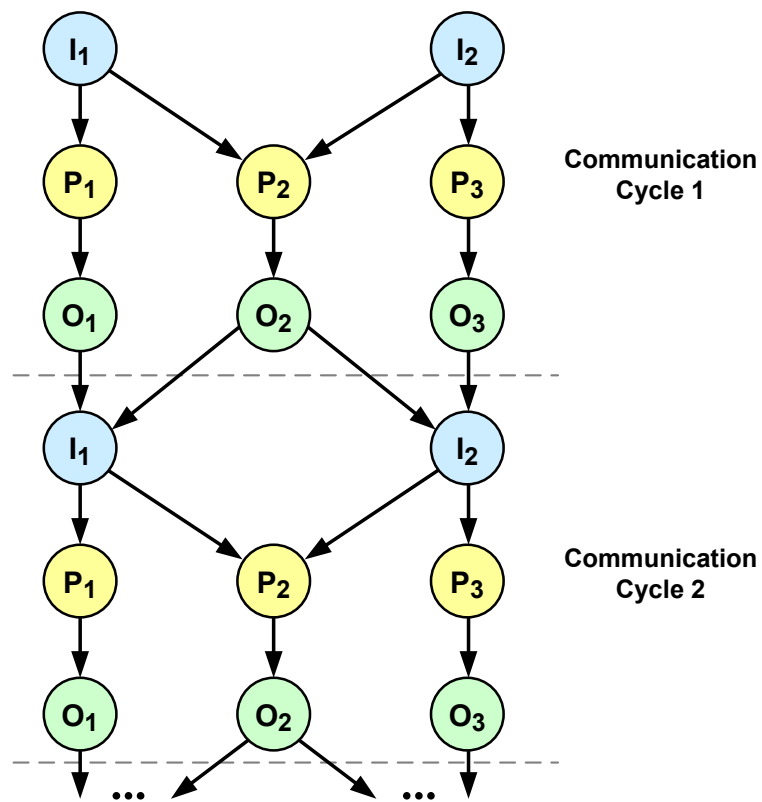 I1 I2
P1 P2 P3
Communication
Cycle 1
O1 O2 O3
I1 I2
P1 P2 P3
Communication
Cycle 2
O1 O2 O3
... ...